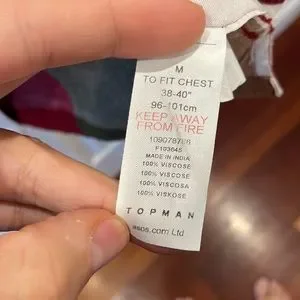 M
TO FIT CHEST
38-40"
96-101cm
KEEP AWAY
FROM FIRE
F103645
MADE IN INDIA
100% VISCOSE
100% VISCOSE
100% VISCOSA
100% VISKOSE
TOPMAN
asos.com Ltd